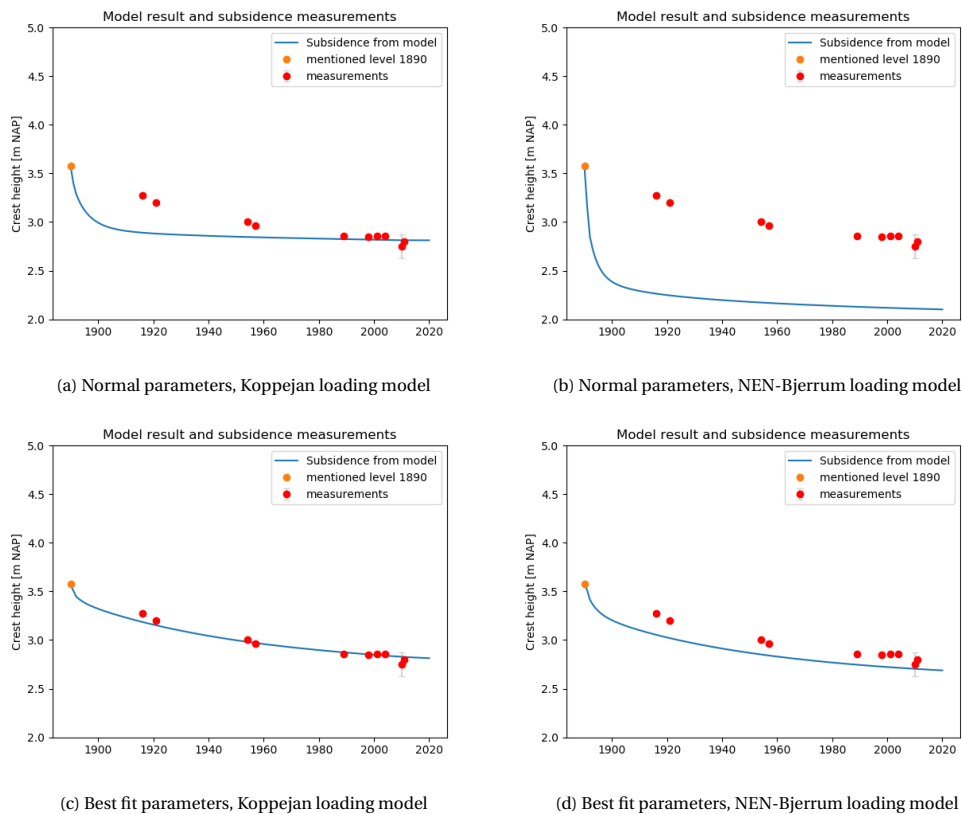 Model result and subsidence measurements
5.0
4.5
4.0
3.5
3.0
2.5
2.0
Crest height [m NAP]
Subsidence from model
mentioned level 1890
measurements
1900 1920 1940 1960 1980 2000 2020
(a) Normal parameters, Koppejan loading model
Model result and subsidence measurements
5.0
4.5
4.0
3.5
3.0
2.5
2.0
Crest height [m NAP]
Subsidence from model
mentioned level 1890
measurements
1900 1920 1940 1960 1980 2000 2020
(b) Normal parameters, NEN-Bjerrum loading model
Model result and subsidence measurements
5.0
4.5
4.0
3.5
3.0
2.5
2.0
Crest height [m NAP]
Subsidence from model
mentioned level 1890
measurements
1900 1920 1940 1960 1980 2000 2020
(c) Best fit parameters, Koppejan loading model
Model result and subsidence measurements
5.0
4.5
4.0
3.5
3.0
2.5
2.0
Crest height [m NAP]
Subsidence from model
mentioned level 1890
measurements
1900 1920 1940 1960 1980 2000 2020
(d) Best fit parameters, NEN-Bjerrum loading model